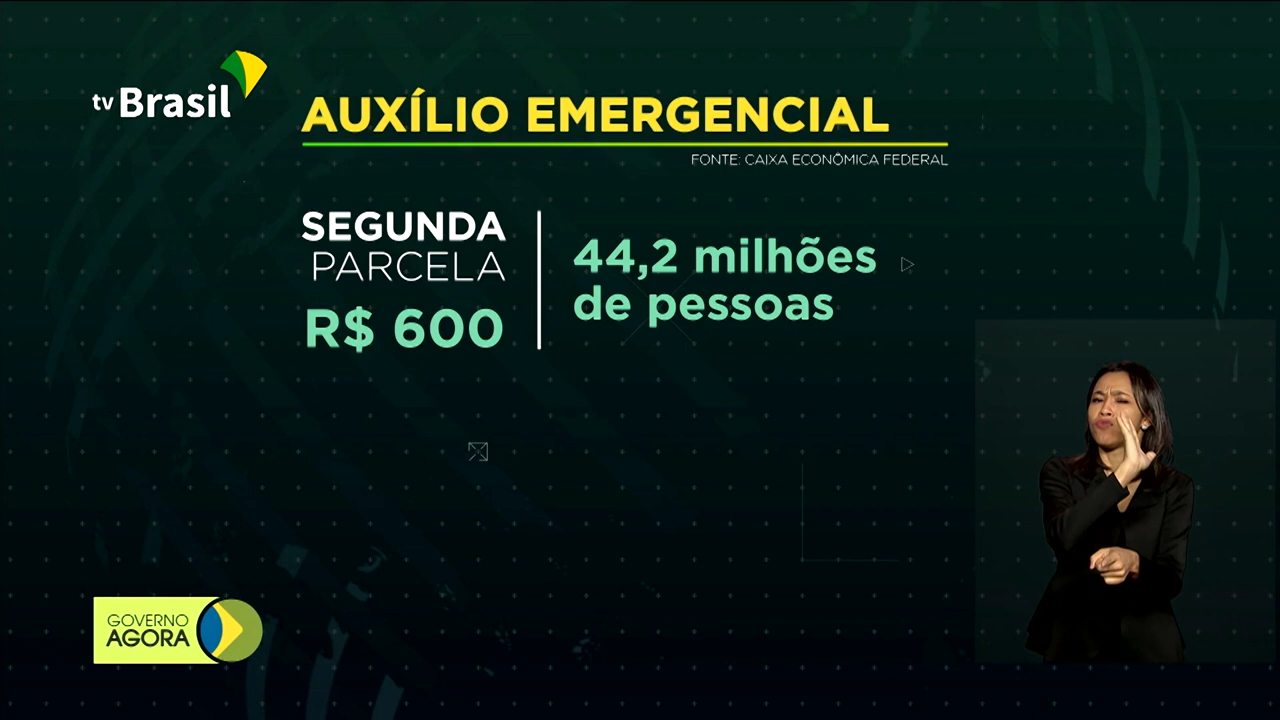 tv Brasil
AUXÍLIO EMERGENCIAL
FONTE: CAIXA ECONÔMICA FEDERAL
SEGUNDA
PARCELA
R$ 600
44,2 milhões
de pessoas
GOVERNO
AGORA